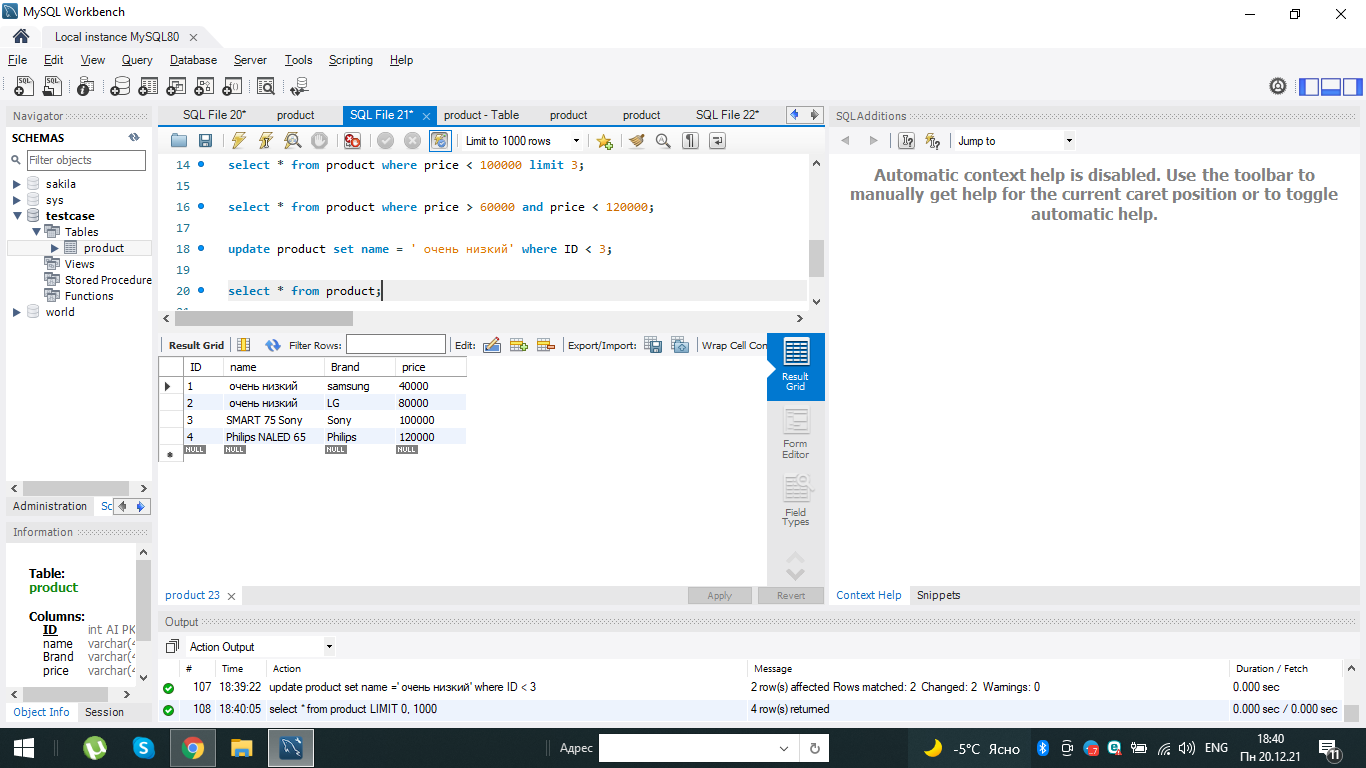 MySQL Workbench
Local instance MySQL80
File Edit View Query Database Server Tools Scripting Help
Navigator
SCHEMAS
Filter objects
sakila
sys
testcase
Tables
product
Views
Stored Procedure
Functions
world
Administration Sc
Information
Table:
product
Columns:
ID int AI PK
name varchar(4
Brand varchar(4
price varchar(4
Object Info Session
SQL File 20* product SQL File 21* product - Table product product SQL File 22*
Limit to 1000 rows
14 select * from product where price < 100000 limit 3;
15
16 select * from product where price > 60000 and price < 120000;
17
18 update product set name = ' очень низкий' where ID < 3;
19
20 select * from product;
Result Grid Filter Rows: Edit: Export/Import: Wrap Cell Con
ID name Brand price
1 очень низкий samsung 40000
2 очень низкий LG 80000
3 SMART 75 Sony Sony 100000
4 Philips NALED 65 Philips 120000
NULL NULL NULL NULL
Result
Grid
Form
Editor
Field
Types
product 23 Apply Revert
SQLAdditions
Jump to
Automatic context help is disabled. Use the toolbar to
manually get help for the current caret position or to toggle
automatic help.
Context Help Snippets
Output
Action Output
# Time Action Message Duration / Fetch
107 18:39:22 update product set name =' очень низкий' where ID < 3 2 row(s) affected Rows matched: 2 Changed: 2 Warnings: 0 0.000 sec
108 18:40:05 select * from product LIMIT 0, 1000 4 row(s) returned 0.000 sec / 0.000 sec
Адрес
-5°C Ясно
ENG
18:40
Пн 20.12.21
11